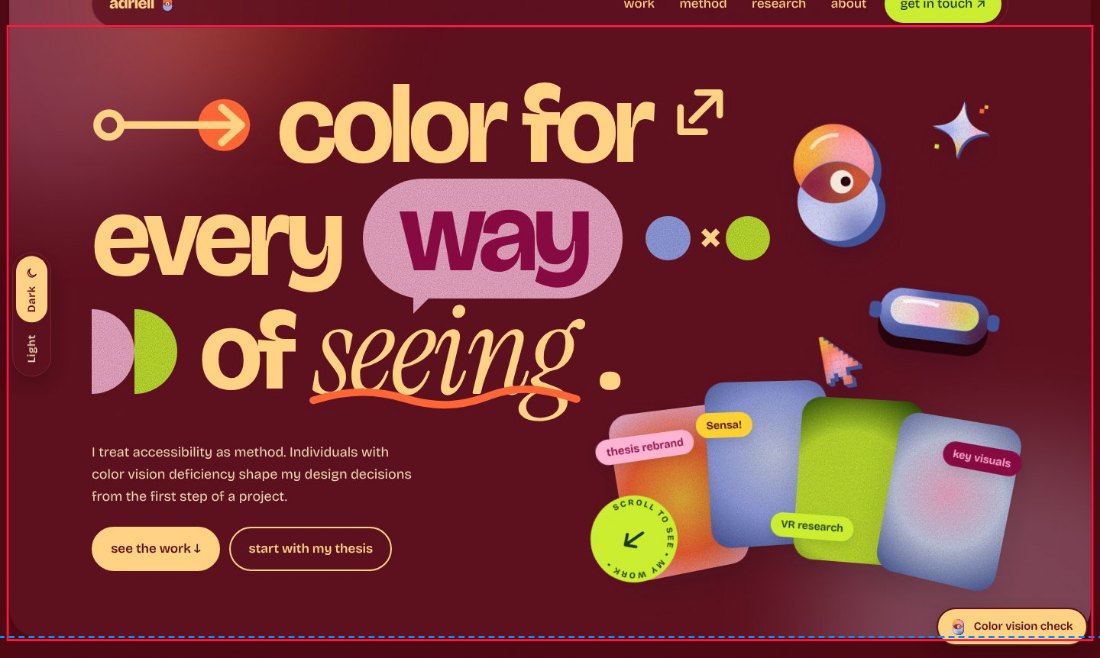 adriell
work method research about get in touch ↗
color for
every way
of seeing.
Dark
Light
I treat accessibility as method. Individuals with
color vision deficiency shape my design decisions
from the first step of a project.
see the work ↓
start with my thesis
thesis rebrand
Sensa!
key visuals
VR research
SCROLL TO SEE • MY WORK •
Color vision check